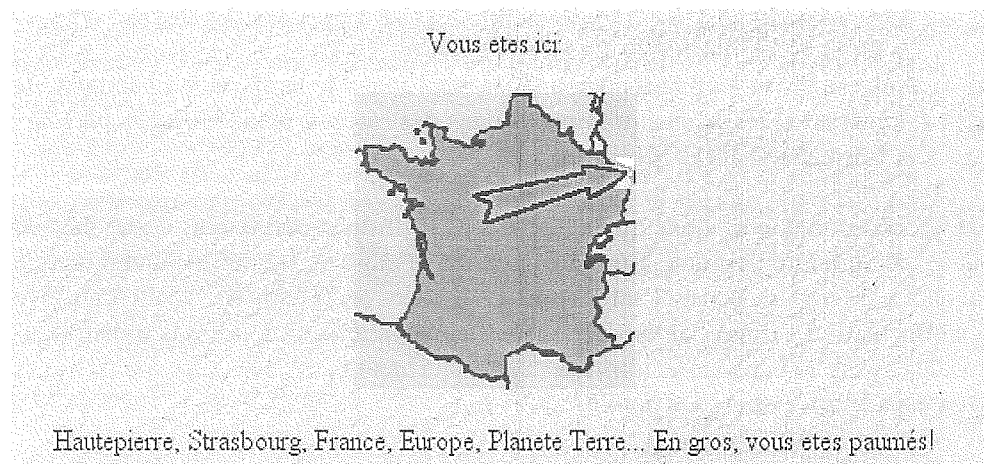 Vous etes ici:
Hautepierre, Strasbourg, France, Europe, Planete Terre... En gros, vous etes paumés!